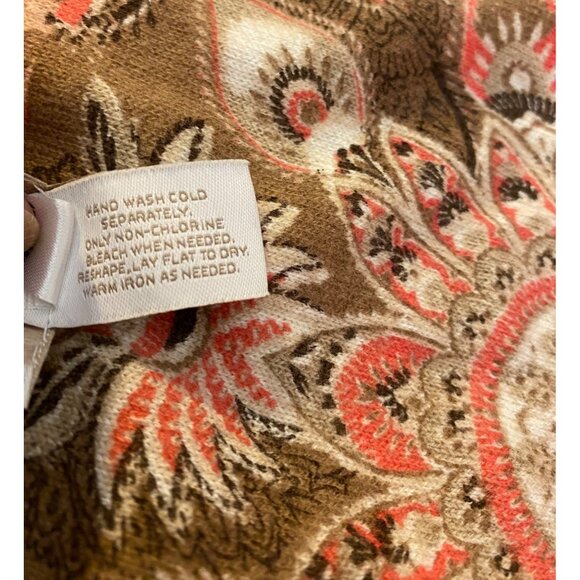 HAND WASH COLD
SEPARATELY.
ONLY NON-CHLORINE
BLEACH WHEN NEEDED.
RESHAPE, LAY FLAT TO DRY.
WARM IRON AS NEEDED.